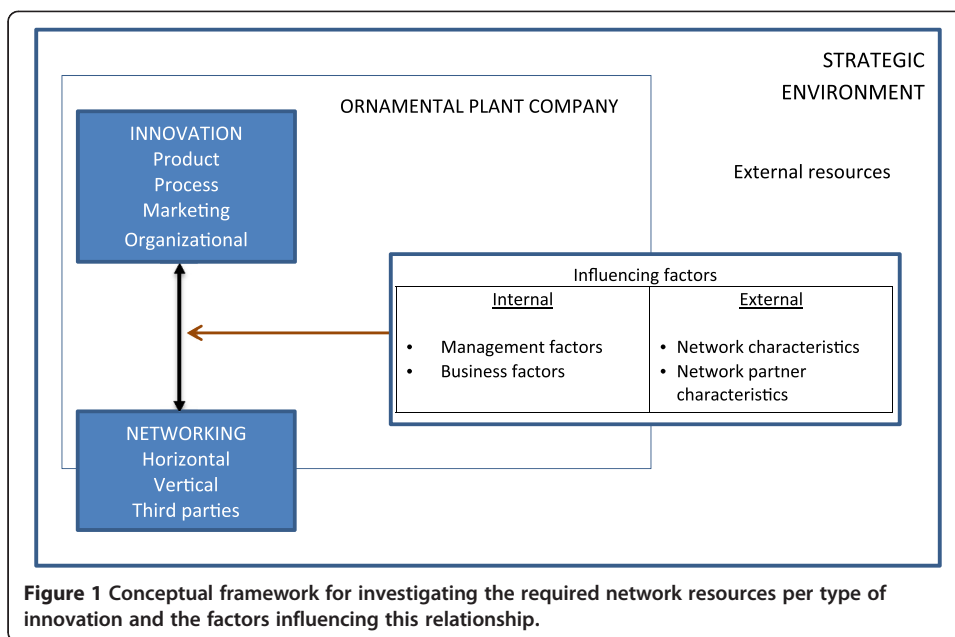 STRATEGIC
ENVIRONMENT
ORNAMENTAL PLANT COMPANY
External resources
INNOVATION
Product
Process
Marketing
Organizational
Influencing factors
Internal
• Management factors
• Business factors
External
• Network characteristics
• Network partner
characteristics
NETWORKING
Horizontal
Vertical
Third parties
Figure 1 Conceptual framework for investigating the required network resources per type of
innovation and the factors influencing this relationship.